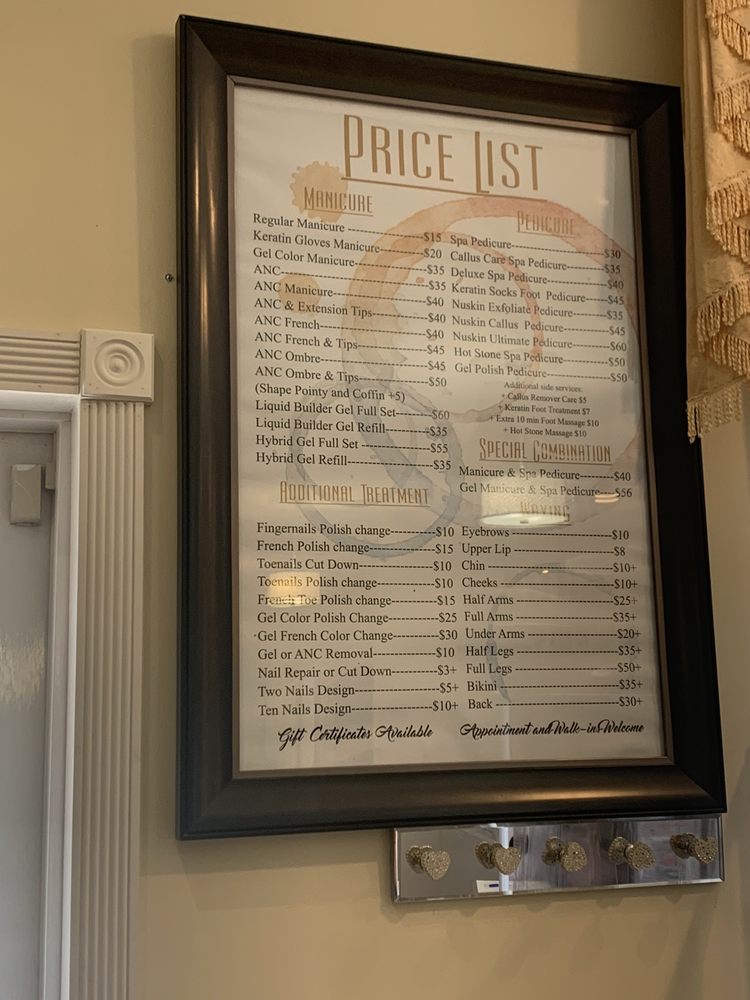 PRICE LIST
MANICURE
Regular Manicure ----------------$15
Keratin Gloves Manicure---------$20
Gel Color Manicure---------------$35
ANC-----------------------------------$35
ANC Manicure---------------------$40
ANC & Extension Tips------------$40
ANC French------------------------$40
ANC French & Tips---------------$45
ANC Ombre------------------------$45
ANC Ombre & Tips---------------$50
(Shape Pointy and Coffin +5)
Liquid Builder Gel Full Set-------$60
Liquid Builder Gel Refill----------$35
Hybrid Gel Full Set ---------------$55
Hybrid Gel Refill-------------------$35
ADDITIONAL TREATMENT
Fingernails Polish change----------$10
French Polish change---------------$15
Toenails Cut Down-----------------$10
Toenails Polish change-------------$10
French Toe Polish change----------$15
Gel Color Polish change------------$25
Gel French Color Change----------$30
Gel or ANC Removal---------------$10
Nail Repair or Cut Down----------$3+
Two Nails Design-------------------$5+
Ten Nails Design------------------$10+
Gift Certificates Available
PEDICURE
Spa Pedicure---------------------$30
Callus Care Spa Pedicure-------$35
Deluxe Spa Pedicure------------$40
Keratin Socks Foot Pedicure----$45
Nuskin Exfoliate Pedicure------$35
Nuskin Callus Pedicure--------$45
Nuskin Ultimate Pedicure-------$60
Hot Stone Spa Pedicure---------$50
Gel Polish Pedicure--------------$50
Additional side services:
+ Callus Remover Care $5
+ Keratin Foot Treatment $7
+ Extra 10 min Foot Massage $10
+ Hot Stone Massage $10
SPECIAL COMBINATION
Manicure & Spa Pedicure--------$40
Gel Manicure & Spa Pedicure----$56
WAXING
Eyebrows -----------------------$10
Upper Lip -----------------------$8
Chin -----------------------------$10+
Cheeks --------------------------$10+
Half Arms ----------------------$25+
Full Arms -----------------------$35+
Under Arms --------------------$20+
Half Legs -----------------------$35+
Full Legs -----------------------$50+
Bikini ---------------------------$35+
Back -----------------------------$30+
Appointment and Walk-ins Welcome